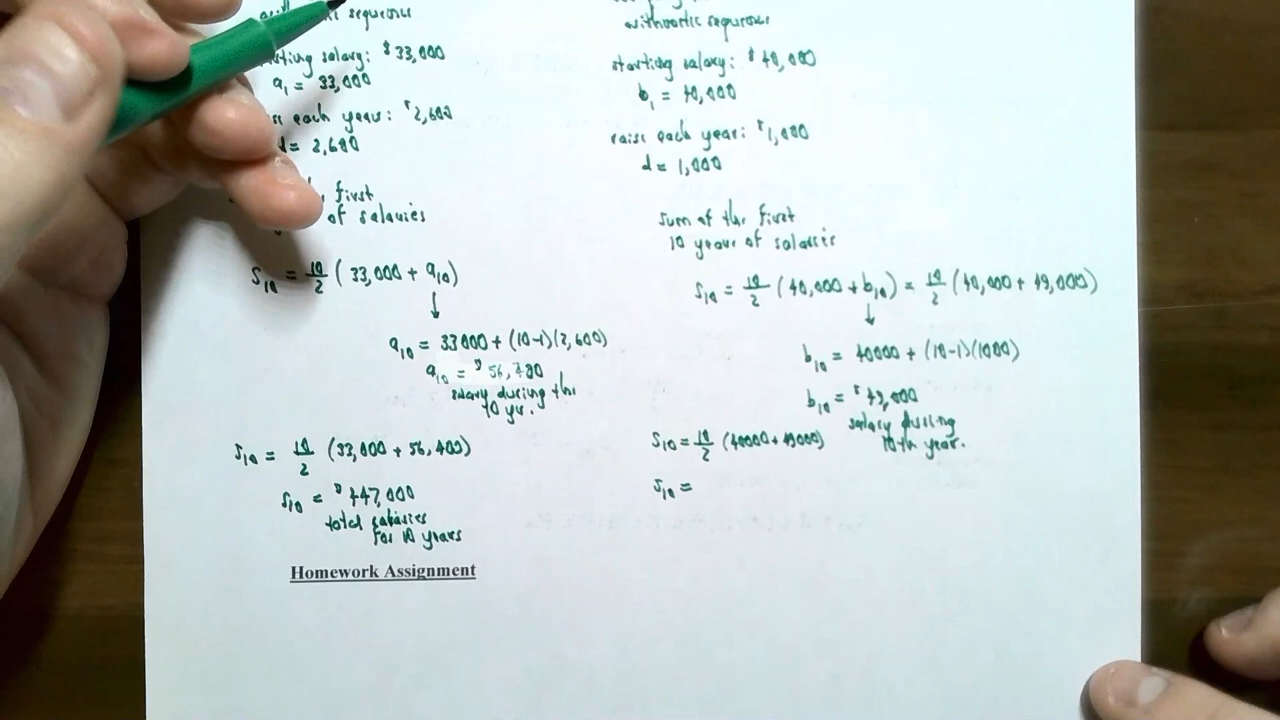 sequence
starting salary: $33,000
a₁ = 33,000
each year: $2,600
d = 2,600
first
of salaries
S₁₀ = 10/2 (33,000 + a₁₀)
↓
a₁₀ = 33000 + (10-1)(2,600)
a₁₀ = $56,400
salary during the
10 yr.
S₁₀ = 10/2 (33,000 + 56,400)
S₁₀ = $447,000
total salaries
for 10 years
arithmetic sequence
starting salary: $40,000
b₁ = 40,000
raise each year: $1,000
d = 1,000
sum of the first
10 years of salaries
S₁₀ = 10/2 (40,000 + b₁₀) = 10/2 (40,000 + 49,000)
↓
b₁₀ = 40000 + (10-1)(1000)
b₁₀ = $49,000
salary during
10th year.
S₁₀ = 10/2 (40000 + 49000)
S₁₀ =
Homework Assignment